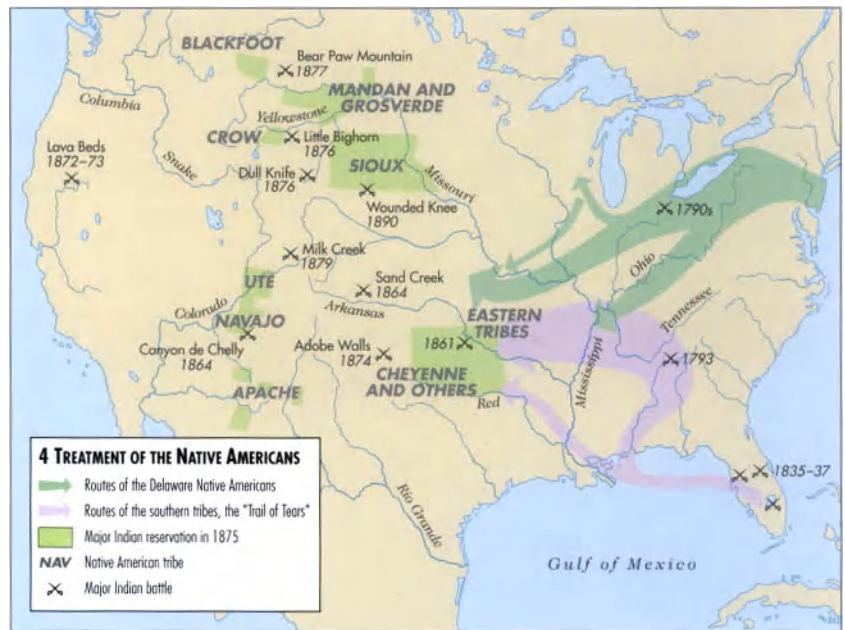 BLACKFOOT
Bear Paw Mountain
1877
MANDAN AND
GROSVERDE
Columbia
Yellowstone
CROW
Little Bighorn
1876
Lava Beds
1872–73
Snake
SIOUX
Dull Knife
1876
Missouri
Wounded Knee
1890
1790s
Milk Creek
1879
Ohio
UTE
Sand Creek
1864
Colorado
Arkansas
EASTERN
TRIBES
Tennessee
NAVAJO
Canyon de Chelly
1864
Adobe Walls
1874
1861
CHEYENNE
AND OTHERS
Mississippi
1793
APACHE
Red
Rio Grande
1835–37
Gulf of Mexico
4 TREATMENT OF THE NATIVE AMERICANS
Routes of the Delaware Native Americans
Routes of the southern tribes, the "Trail of Tears"
Major Indian reservation in 1875
NAV Native American tribe
Major Indian battle